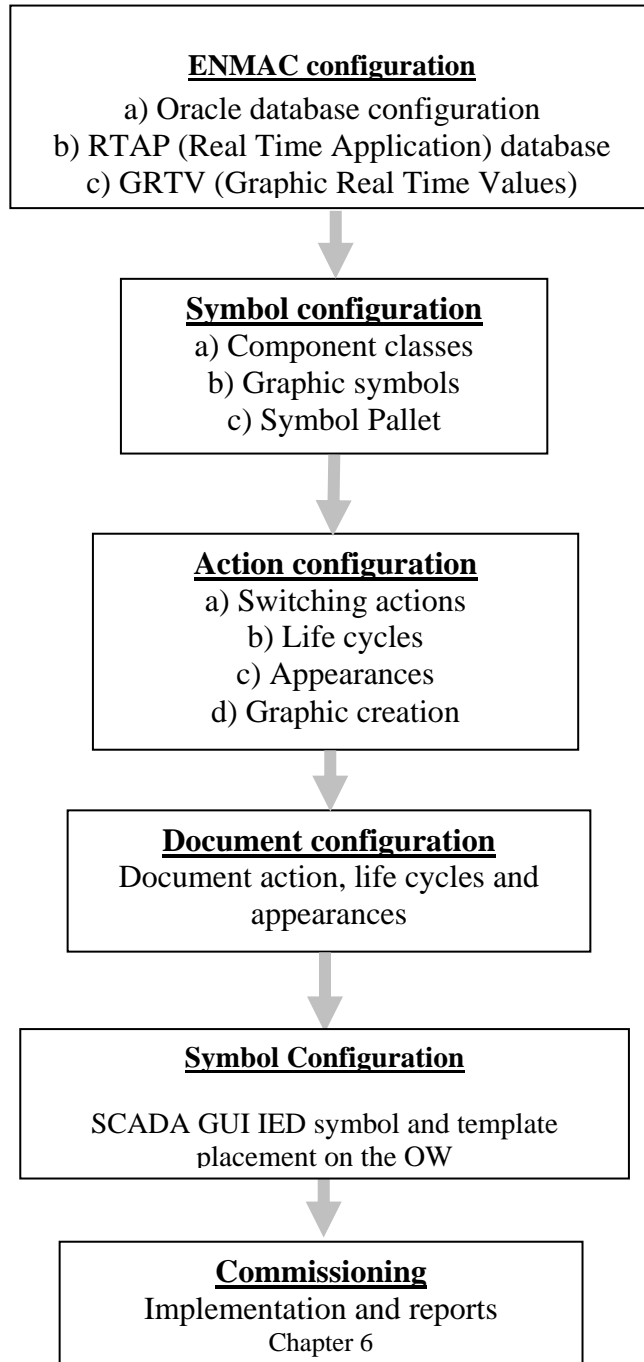 ENMAC configuration
a) Oracle database configuration
b) RTAP (Real Time Application) database
c) GRTV (Graphic Real Time Values)
Symbol configuration
a) Component classes
b) Graphic symbols
c) Symbol Pallet
Action configuration
a) Switching actions
b) Life cycles
c) Appearances
d) Graphic creation
Document configuration
Document action, life cycles and
appearances
Symbol Configuration
SCADA GUI IED symbol and template
placement on the OW
Commissioning
Implementation and reports
Chapter 6